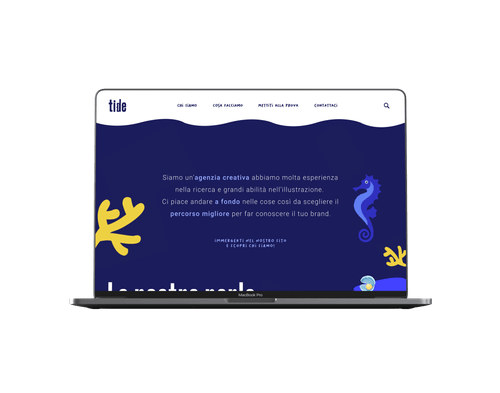 tide
CHI SIAMO
COSA FACCIAMO
METTITI ALLA PROVA
CONTATTACI
Siamo un'agenzia creativa abbiamo molta esperienza
nella ricerca e grandi abilità nell'illustrazione.
Ci piace andare a fondo nelle cose così da scegliere il
percorso migliore per far conoscere il tuo brand.
IMMERGERTI NEL NOSTRO SITO
E SCOPRI CHI SIAMO!
Le nostre perle
MacBook Pro